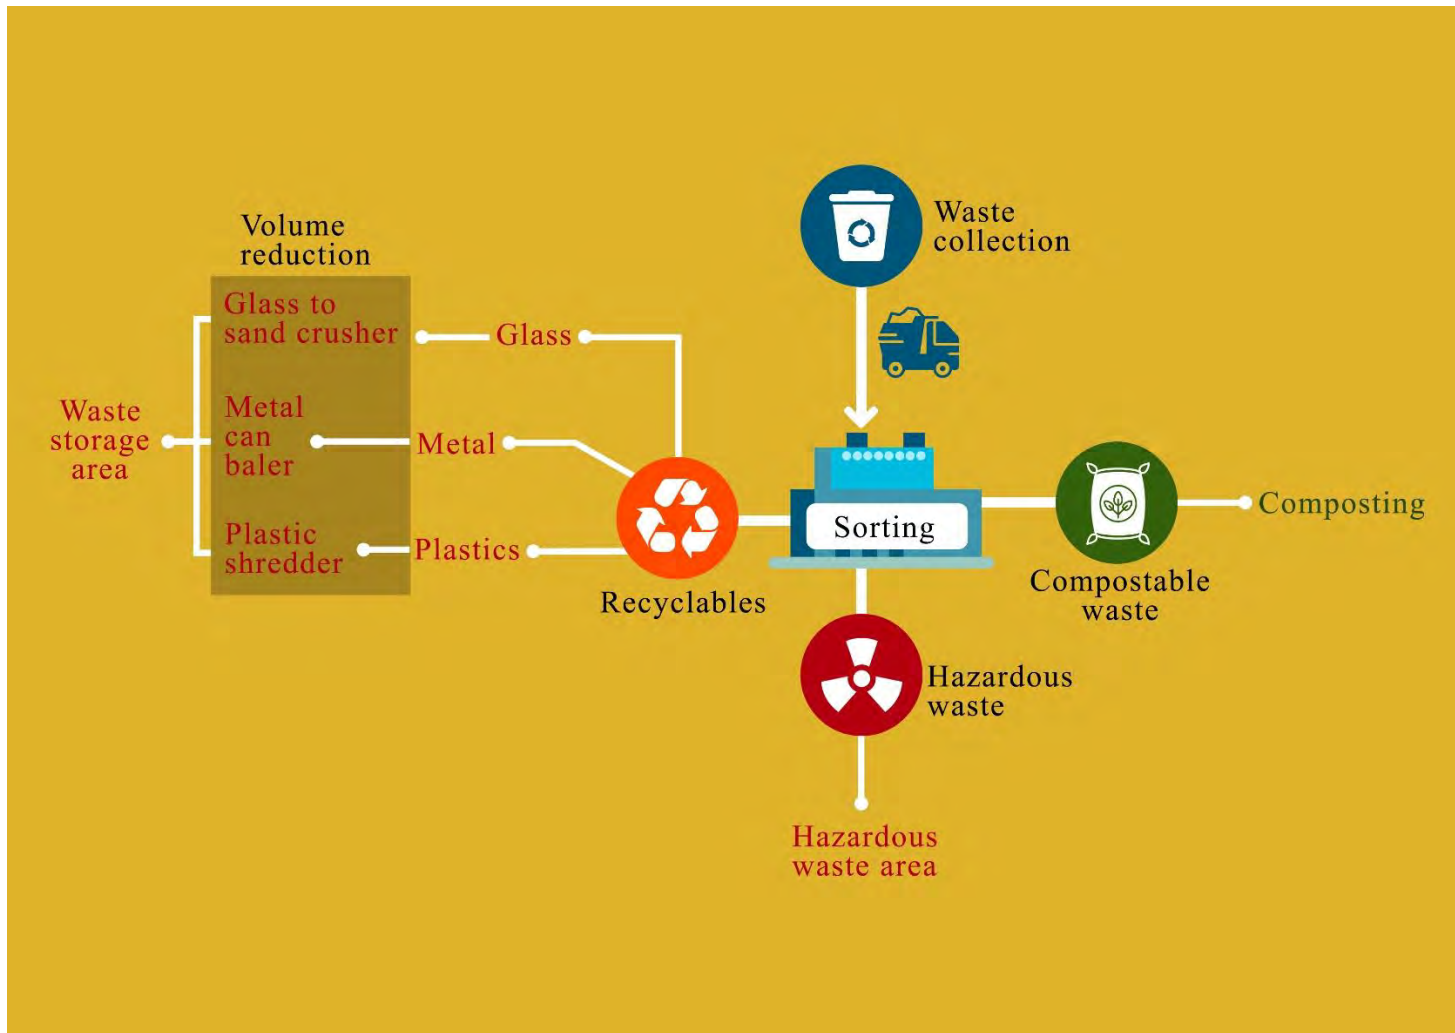 Waste
collection
Volume
reduction
Glass to
sand crusher
Glass
Metal
can
baler
Metal
Waste
storage
area
Plastic
shredder
Plastics
Recyclables
Sorting
Compostable
waste
Composting
Hazardous
waste
Hazardous
waste area